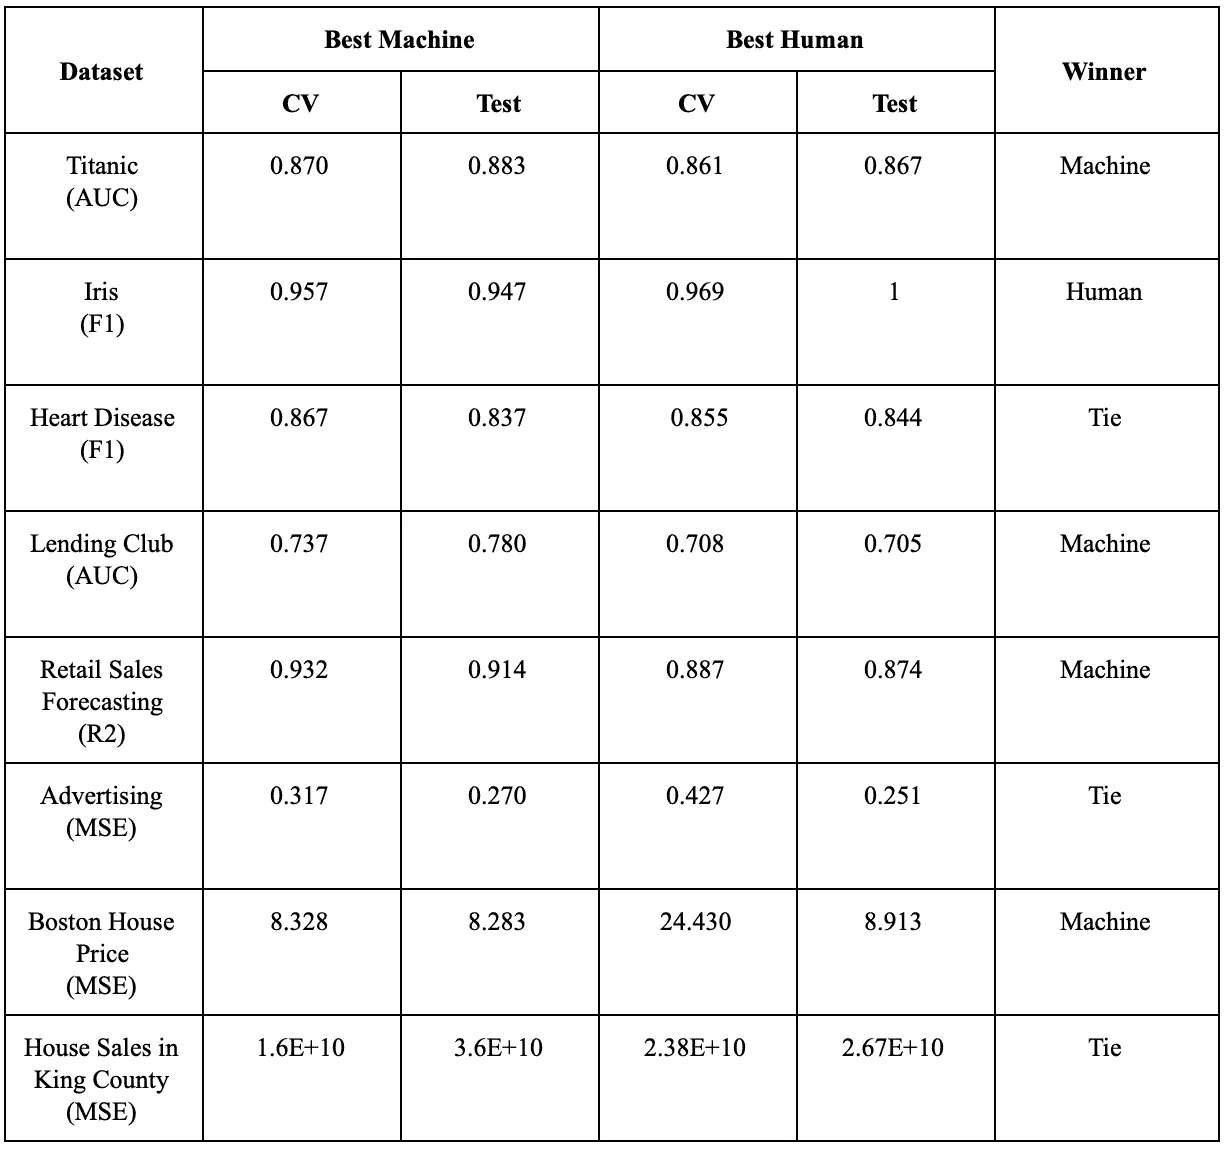 Dataset Best Machine Best Human Winner
CV Test CV Test
Titanic 0.870 0.883 0.861 0.867 Machine
(AUC)
Iris 0.957 0.947 0.969 1 Human
(F1)
Heart Disease 0.867 0.837 0.855 0.844 Tie
(F1)
Lending Club 0.737 0.780 0.708 0.705 Machine
(AUC)
Retail Sales 0.932 0.914 0.887 0.874 Machine
Forecasting
(R2)
Advertising 0.317 0.270 0.427 0.251 Tie
(MSE)
Boston House 8.328 8.283 24.430 8.913 Machine
Price
(MSE)
House Sales in 1.6E+10 3.6E+10 2.38E+10 2.67E+10 Tie
King County
(MSE)